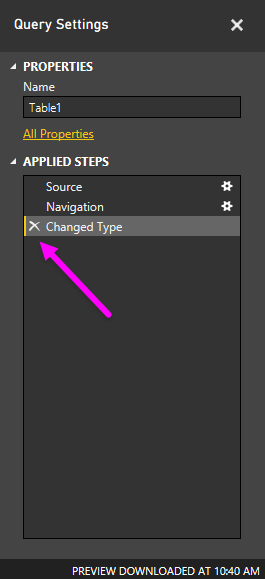 Query Settings
PROPERTIES
Name
Table1
All Properties
APPLIED STEPS
Source
Navigation
Changed Type
PREVIEW DOWNLOADED AT 10:40 AM